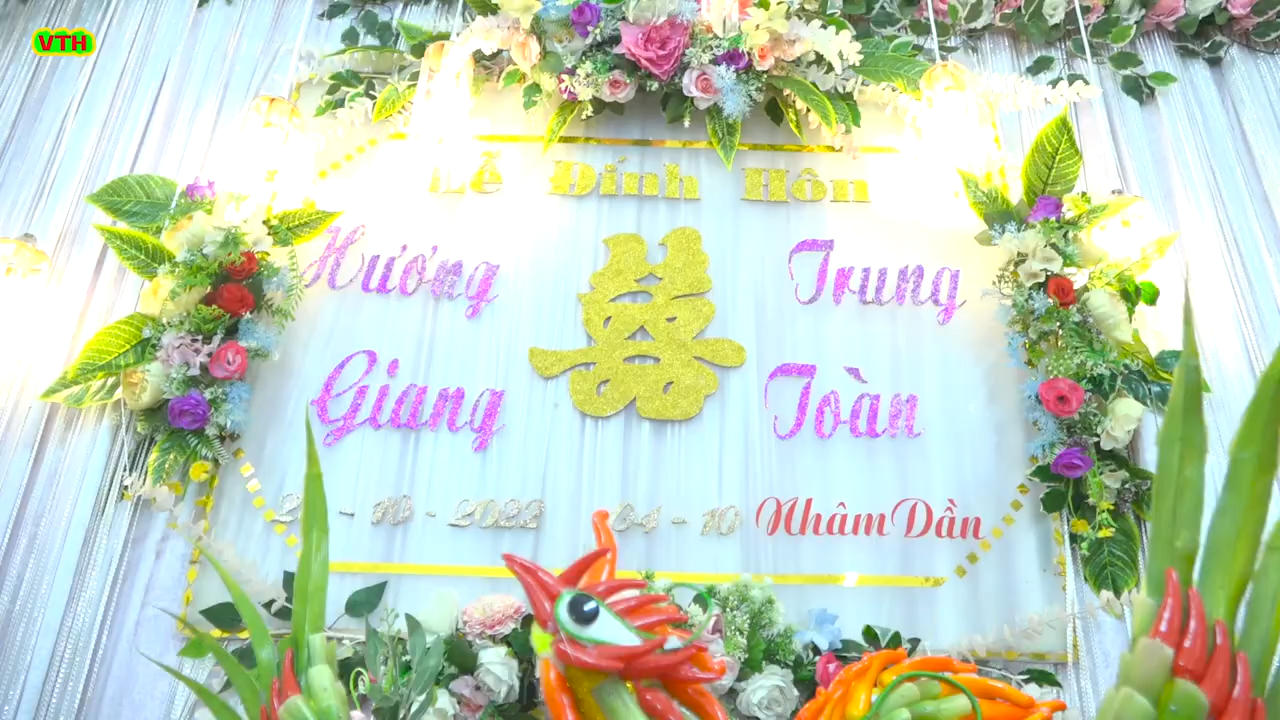 VTH
Lễ Đính Hôn
Hương Giang
囍
Trung Toàn
- 10 - 2022
04 - 10 Nhâm Dần